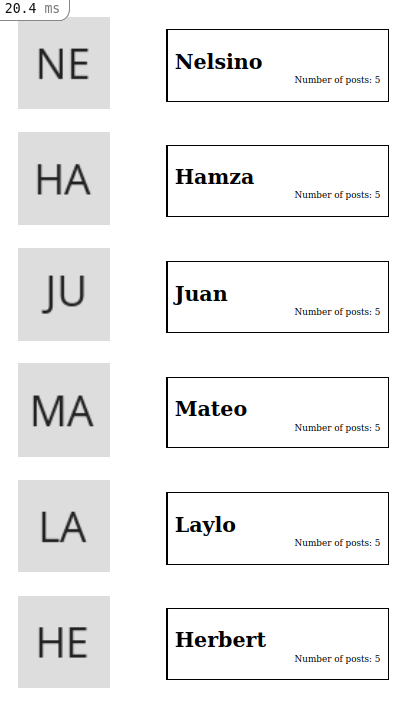 20.4 ms
NE
Nelsino
Number of posts: 5
HA
Hamza
Number of posts: 5
JU
Juan
Number of posts: 5
MA
Mateo
Number of posts: 5
LA
Laylo
Number of posts: 5
HE
Herbert
Number of posts: 5